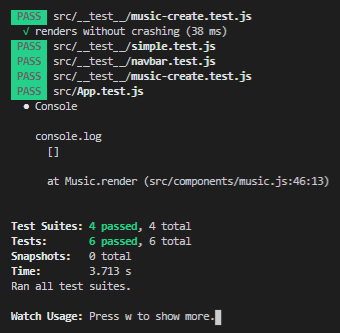 PASS src/__test__/music-create.test.js
√ renders without crashing (38 ms)
PASS src/__test__/simple.test.js
PASS src/__test__/navbar.test.js
PASS src/__test__/music-create.test.js
PASS src/App.test.js
● Console
console.log
[]
at Music.render (src/components/music.js:46:13)
Test Suites: 4 passed, 4 total
Tests: 6 passed, 6 total
Snapshots: 0 total
Time: 3.713 s
Ran all test suites.
Watch Usage: Press w to show more.